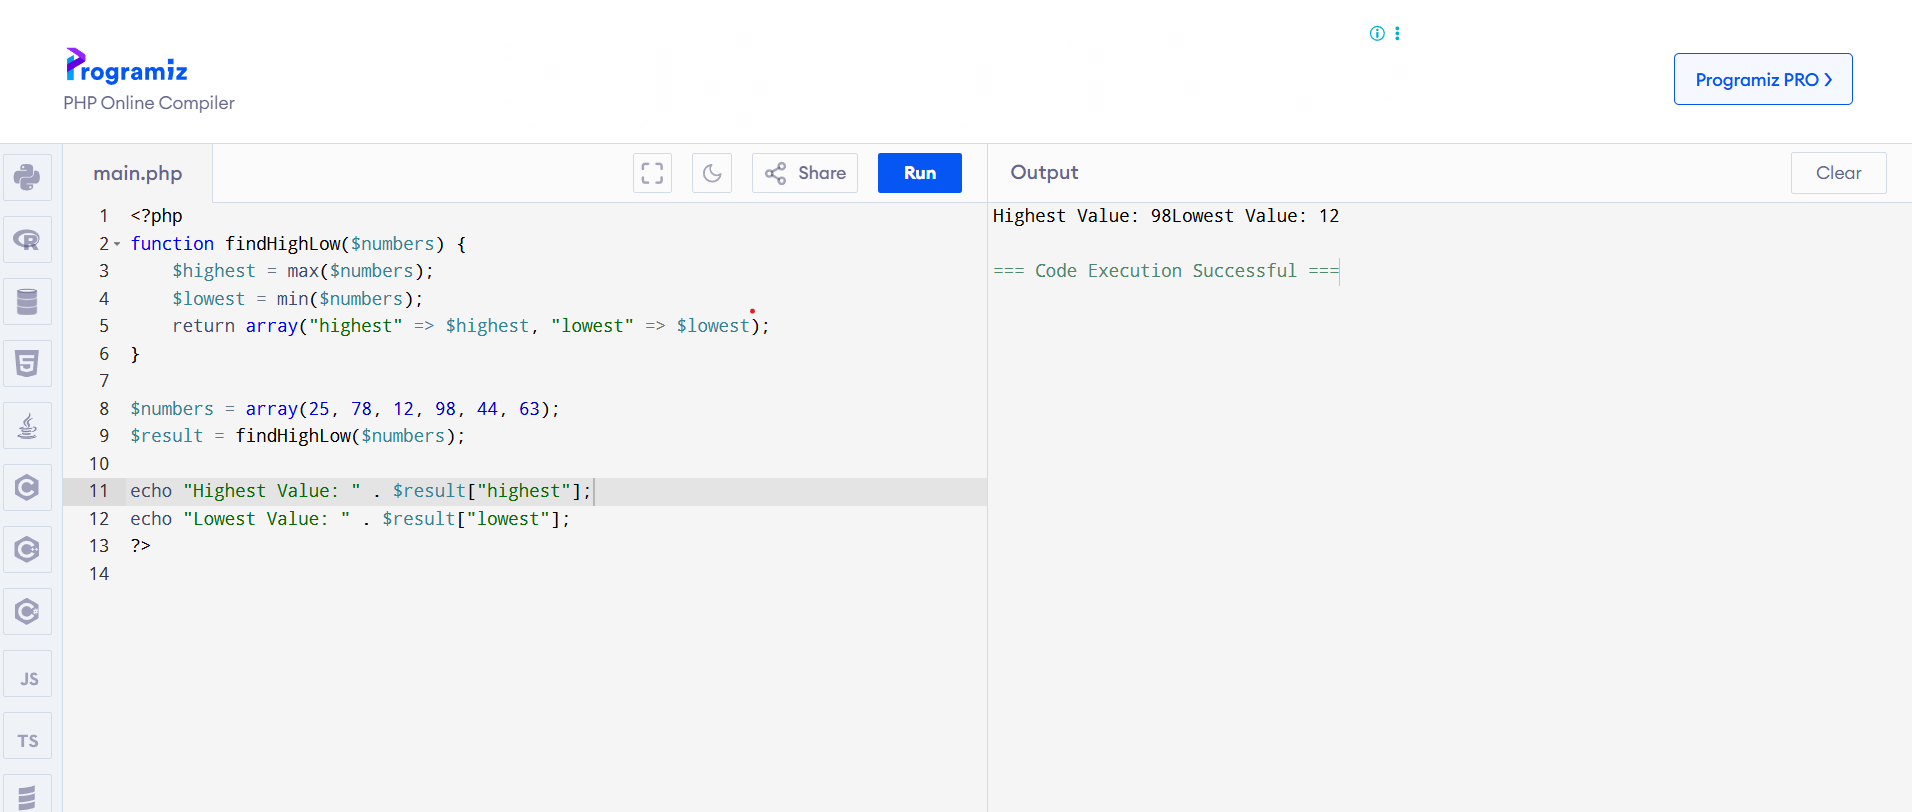 Programiz
PHP Online Compiler
Programiz PRO
main.php
Share
Run
Output
Clear
1 <?php
2 function findHighLow($numbers) {
3     $highest = max($numbers);
4     $lowest = min($numbers);
5     return array("highest" => $highest, "lowest" => $lowest);
6 }
7
8 $numbers = array(25, 78, 12, 98, 44, 63);
9 $result = findHighLow($numbers);
10
11 echo "Highest Value: " . $result["highest"];
12 echo "Lowest Value: " . $result["lowest"];
13 ?>
14
Highest Value: 98Lowest Value: 12
=== Code Execution Successful ===
R
5
C
C
C#
JS
TS